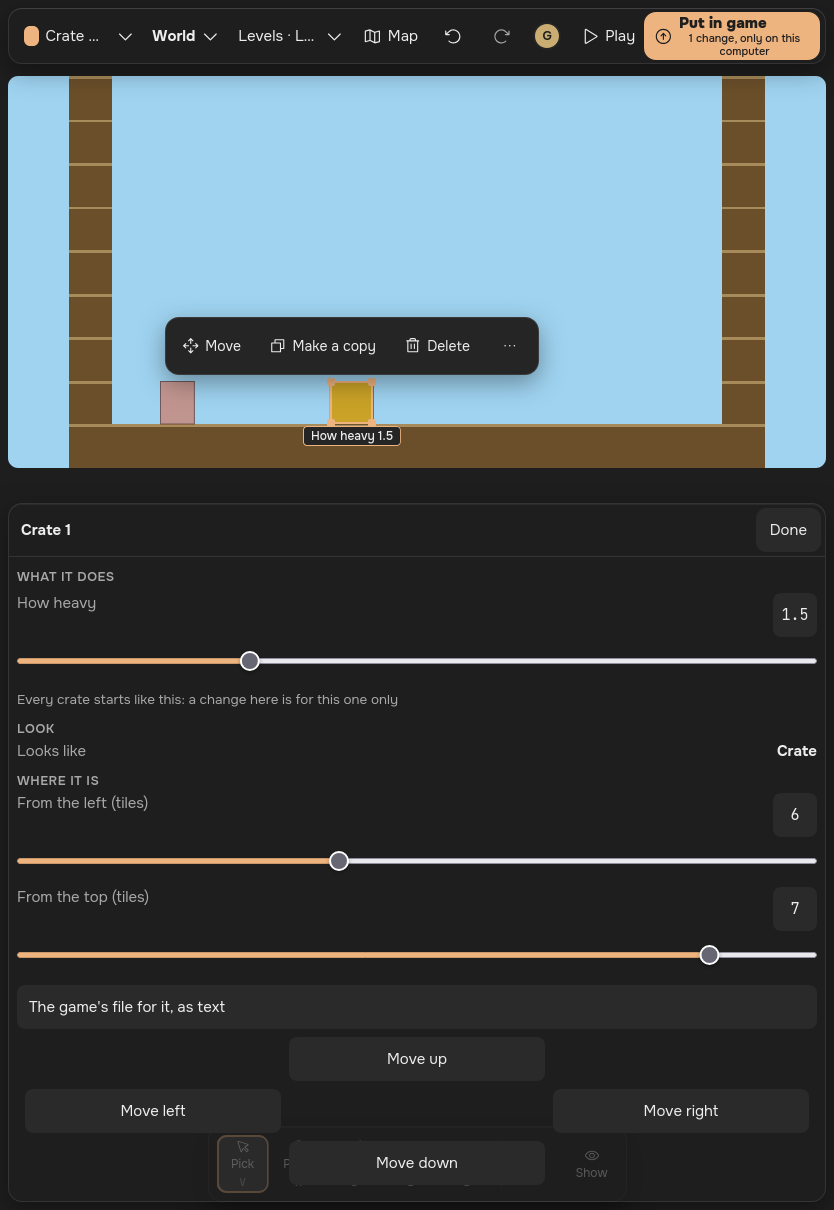 Crate ...
World
Levels · L...
Map
G
Play
Put in game
1 change, only on this
computer
Move
Make a copy
Delete
...
How heavy 1.5
Crate 1
Done
WHAT IT DOES
How heavy
1.5
Every crate starts like this: a change here is for this one only
LOOK
Looks like
Crate
WHERE IT IS
From the left (tiles)
6
From the top (tiles)
7
The game's file for it, as text
Move up
Move left
Move right
Move down
Pick
V
Show